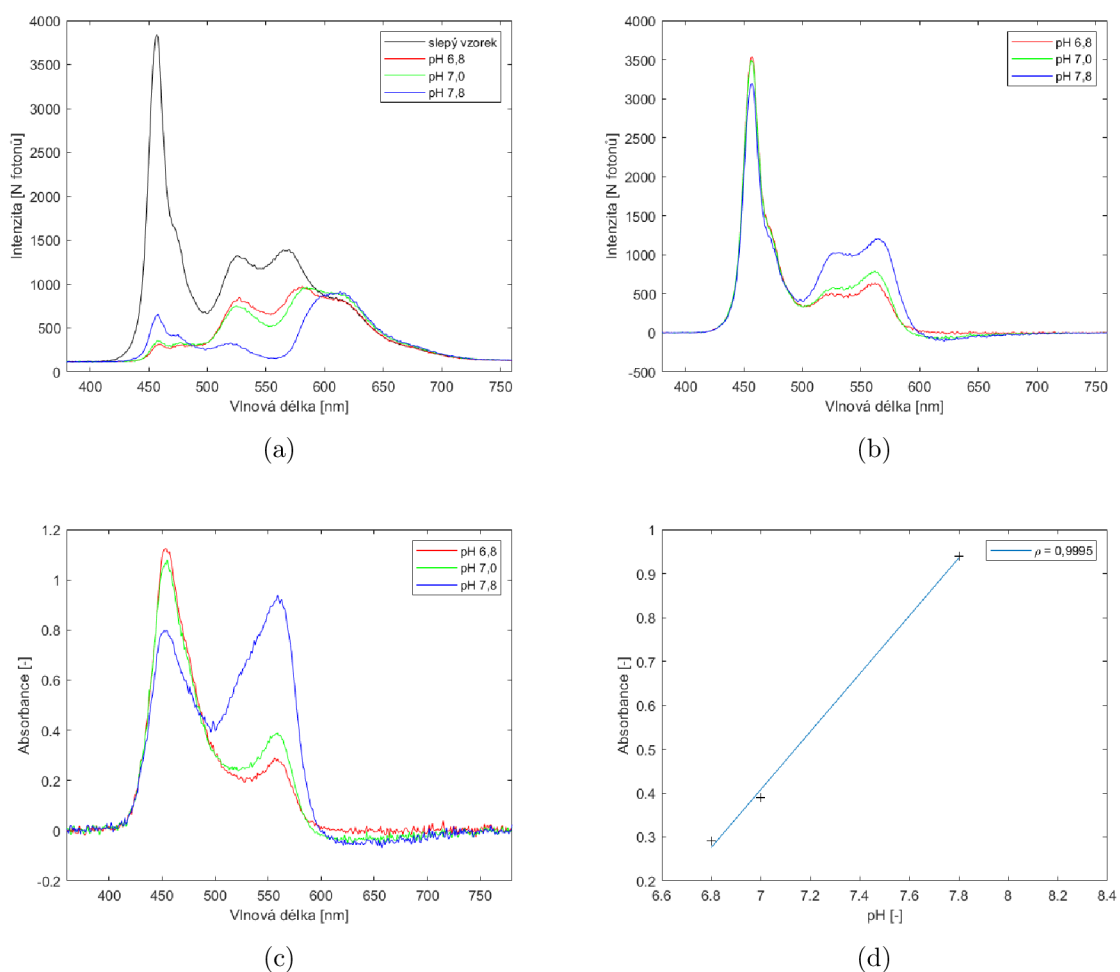 4000
3500
3000
2500
2000
1500
1000
500
0
400 450 500 550 600 650 700 750
Vlnová délka [nm]
Intenzita [N fotonů]
slepý vzorek
pH 6,8
pH 7,0
pH 7,8
(a)
4000
3500
3000
2500
2000
1500
1000
500
0
-500
400 450 500 550 600 650 700 750
Vlnová délka [nm]
Intenzita [N fotonů]
pH 6,8
pH 7,0
pH 7,8
(b)
1.2
1
0.8
0.6
0.4
0.2
0
-0.2
400 450 500 550 600 650 700 750
Vlnová délka [nm]
Absorbance [-]
pH 6,8
pH 7,0
pH 7,8
(c)
1
0.9
0.8
0.7
0.6
0.5
0.4
0.3
0.2
6.6 6.8 7 7.2 7.4 7.6 7.8 8 8.2 8.4
pH [-]
Absorbance [-]
ρ = 0,9995
(d)